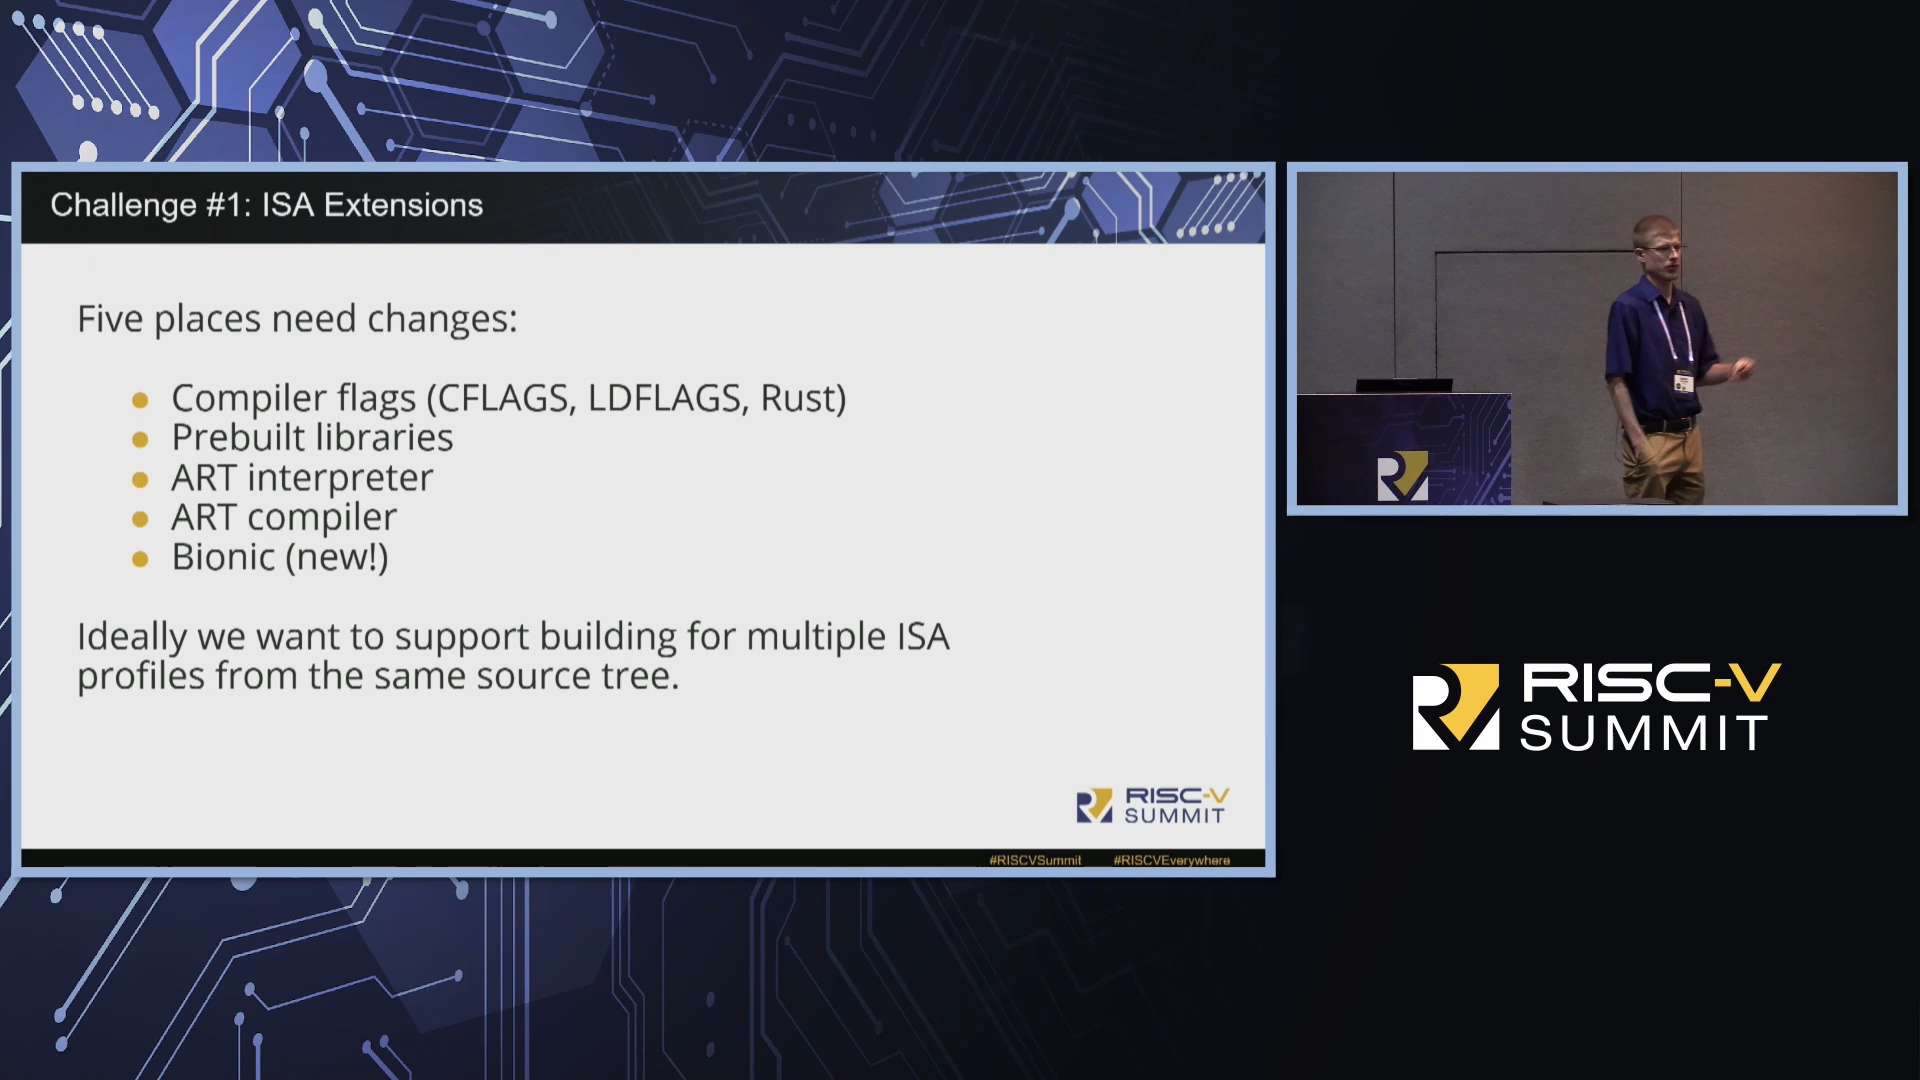 Challenge #1: ISA Extensions
Five places need changes:
Compiler flags (CFLAGS, LDFLAGS, Rust)
Prebuilt libraries
ART interpreter
ART compiler
Bionic (new!)
Ideally we want to support building for multiple ISA
profiles from the same source tree.
RISC-V
SUMMIT
#RISCVSummit #RISCVEverywhere
RISC-V
SUMMIT